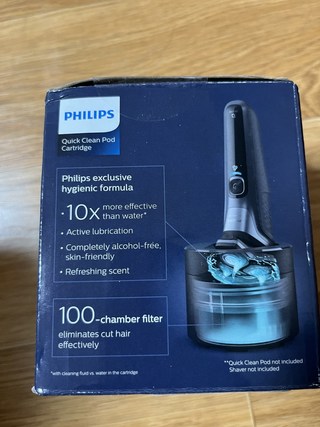 PHILIPS
Quick Clean Pod
Cartridge
Philips exclusive
hygienic formula
• 10x more effective
than water*
• Active lubrication
• Completely alcohol-free,
skin-friendly
• Refreshing scent
100-chamber filter
eliminates cut hair
effectively
*with cleaning fluid vs. water in the cartridge
**Quick Clean Pod not included
Shaver not included